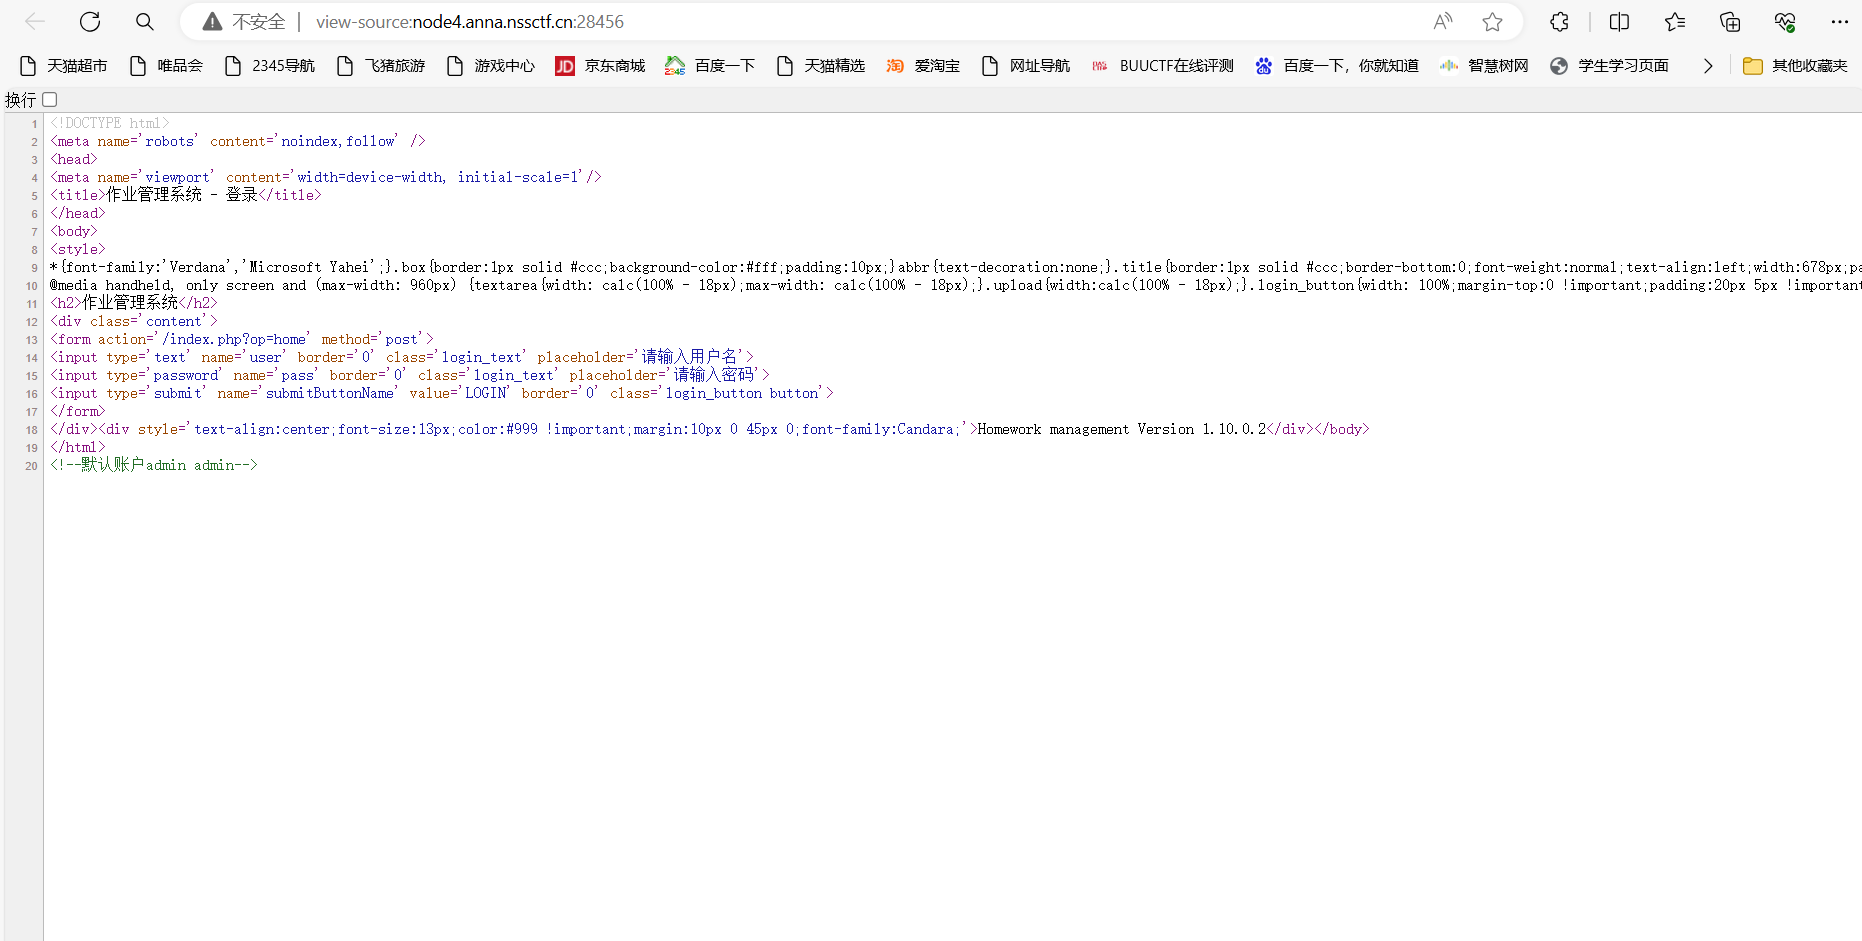 不安全 | view-source:node4.anna.nssctf.cn:28456
天猫超市 唯品会 2345导航 飞猪旅游 游戏中心 JD 京东商城 2345 百度一下 天猫精选 淘 爱淘宝 网址导航 BUUCTF在线评测 百度一下，你就知道 智慧树网 学生学习页面 其他收藏夹
换行
1 <!DOCTYPE html>
2 <meta name='robots' content='noindex,follow' />
3 <head>
4 <meta name='viewport' content='width=device-width, initial-scale=1'/>
5 <title>作业管理系统 - 登录</title>
6 </head>
7 <body>
8 <style>
9 *{font-family:'Verdana','Microsoft Yahei';}.box{border:1px solid #ccc;background-color:#fff;padding:10px;}abbr{text-decoration:none;}.title{border:1px solid #ccc;border-bottom:0;font-weight:normal;text-align:left;width:678px;pa
10 @media handheld, only screen and (max-width: 960px) {textarea{width: calc(100% - 18px);max-width: calc(100% - 18px);}.upload{width:calc(100% - 18px);}.login_button{width: 100%;margin-top:0 !important;padding:20px 5px !important
11 <h2>作业管理系统</h2>
12 <div class='content'>
13 <form action='/index.php?op=home' method='post'>
14 <input type='text' name='user' border='0' class='login_text' placeholder='请输入用户名'>
15 <input type='password' name='pass' border='0' class='login_text' placeholder='请输入密码'>
16 <input type='submit' name='submitButtonName' value='LOGIN' border='0' class='login_button button'>
17 </form>
18 </div><div style='text-align:center;font-size:13px;color:#999 !important;margin:10px 0 45px 0;font-family:Candara;'>Homework management Version 1.10.0.2</div></body>
19 </html>
20 <!--默认账户admin admin-->